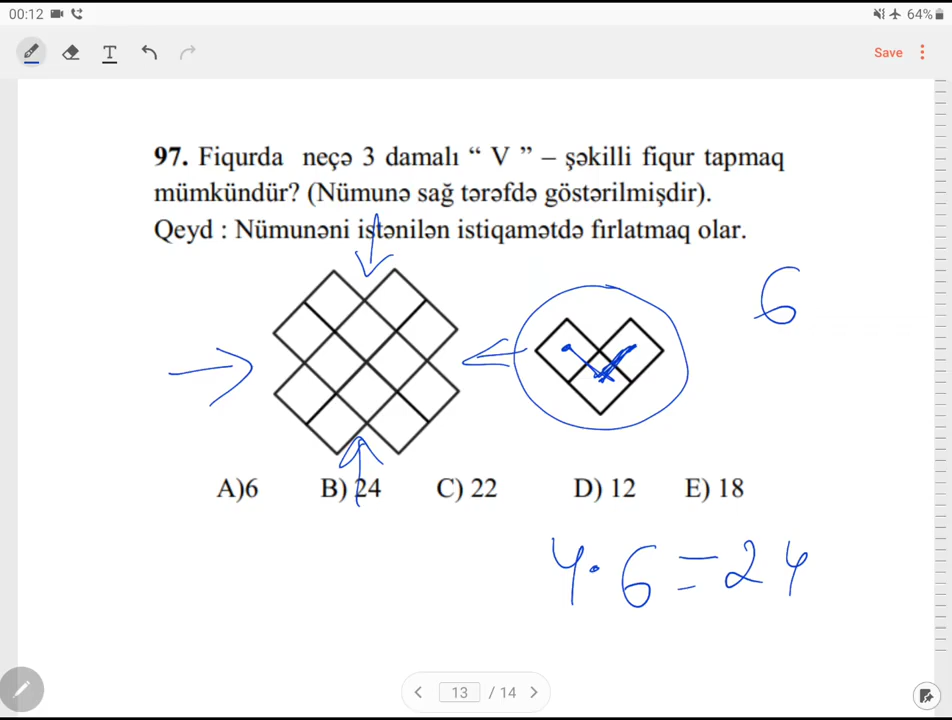 00:12
64%
T
Save
97. Fiqurda neçə 3 damalı “ V ” – şəkilli fiqur tapmaq
mümkündür? (Nümunə sağ tərəfdə göstərilmişdir).
Qeyd : Nümunəni istənilən istiqamətdə fırlatmaq olar.
6
A)6 B) 24 C) 22 D) 12 E) 18
4 · 6 = 24
13 / 14